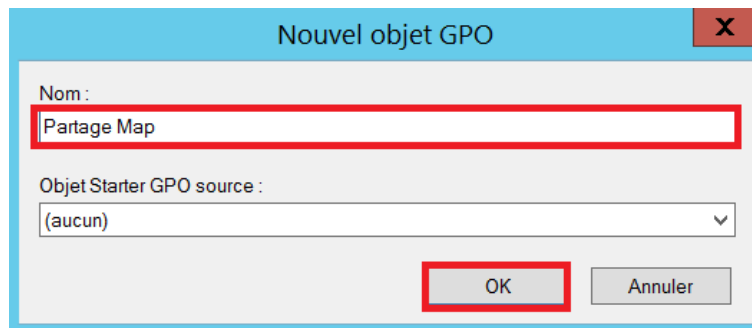 Nouvel objet GPO
X
Nom :
Partage Map
Objet Starter GPO source :
(aucun)
OK
Annuler